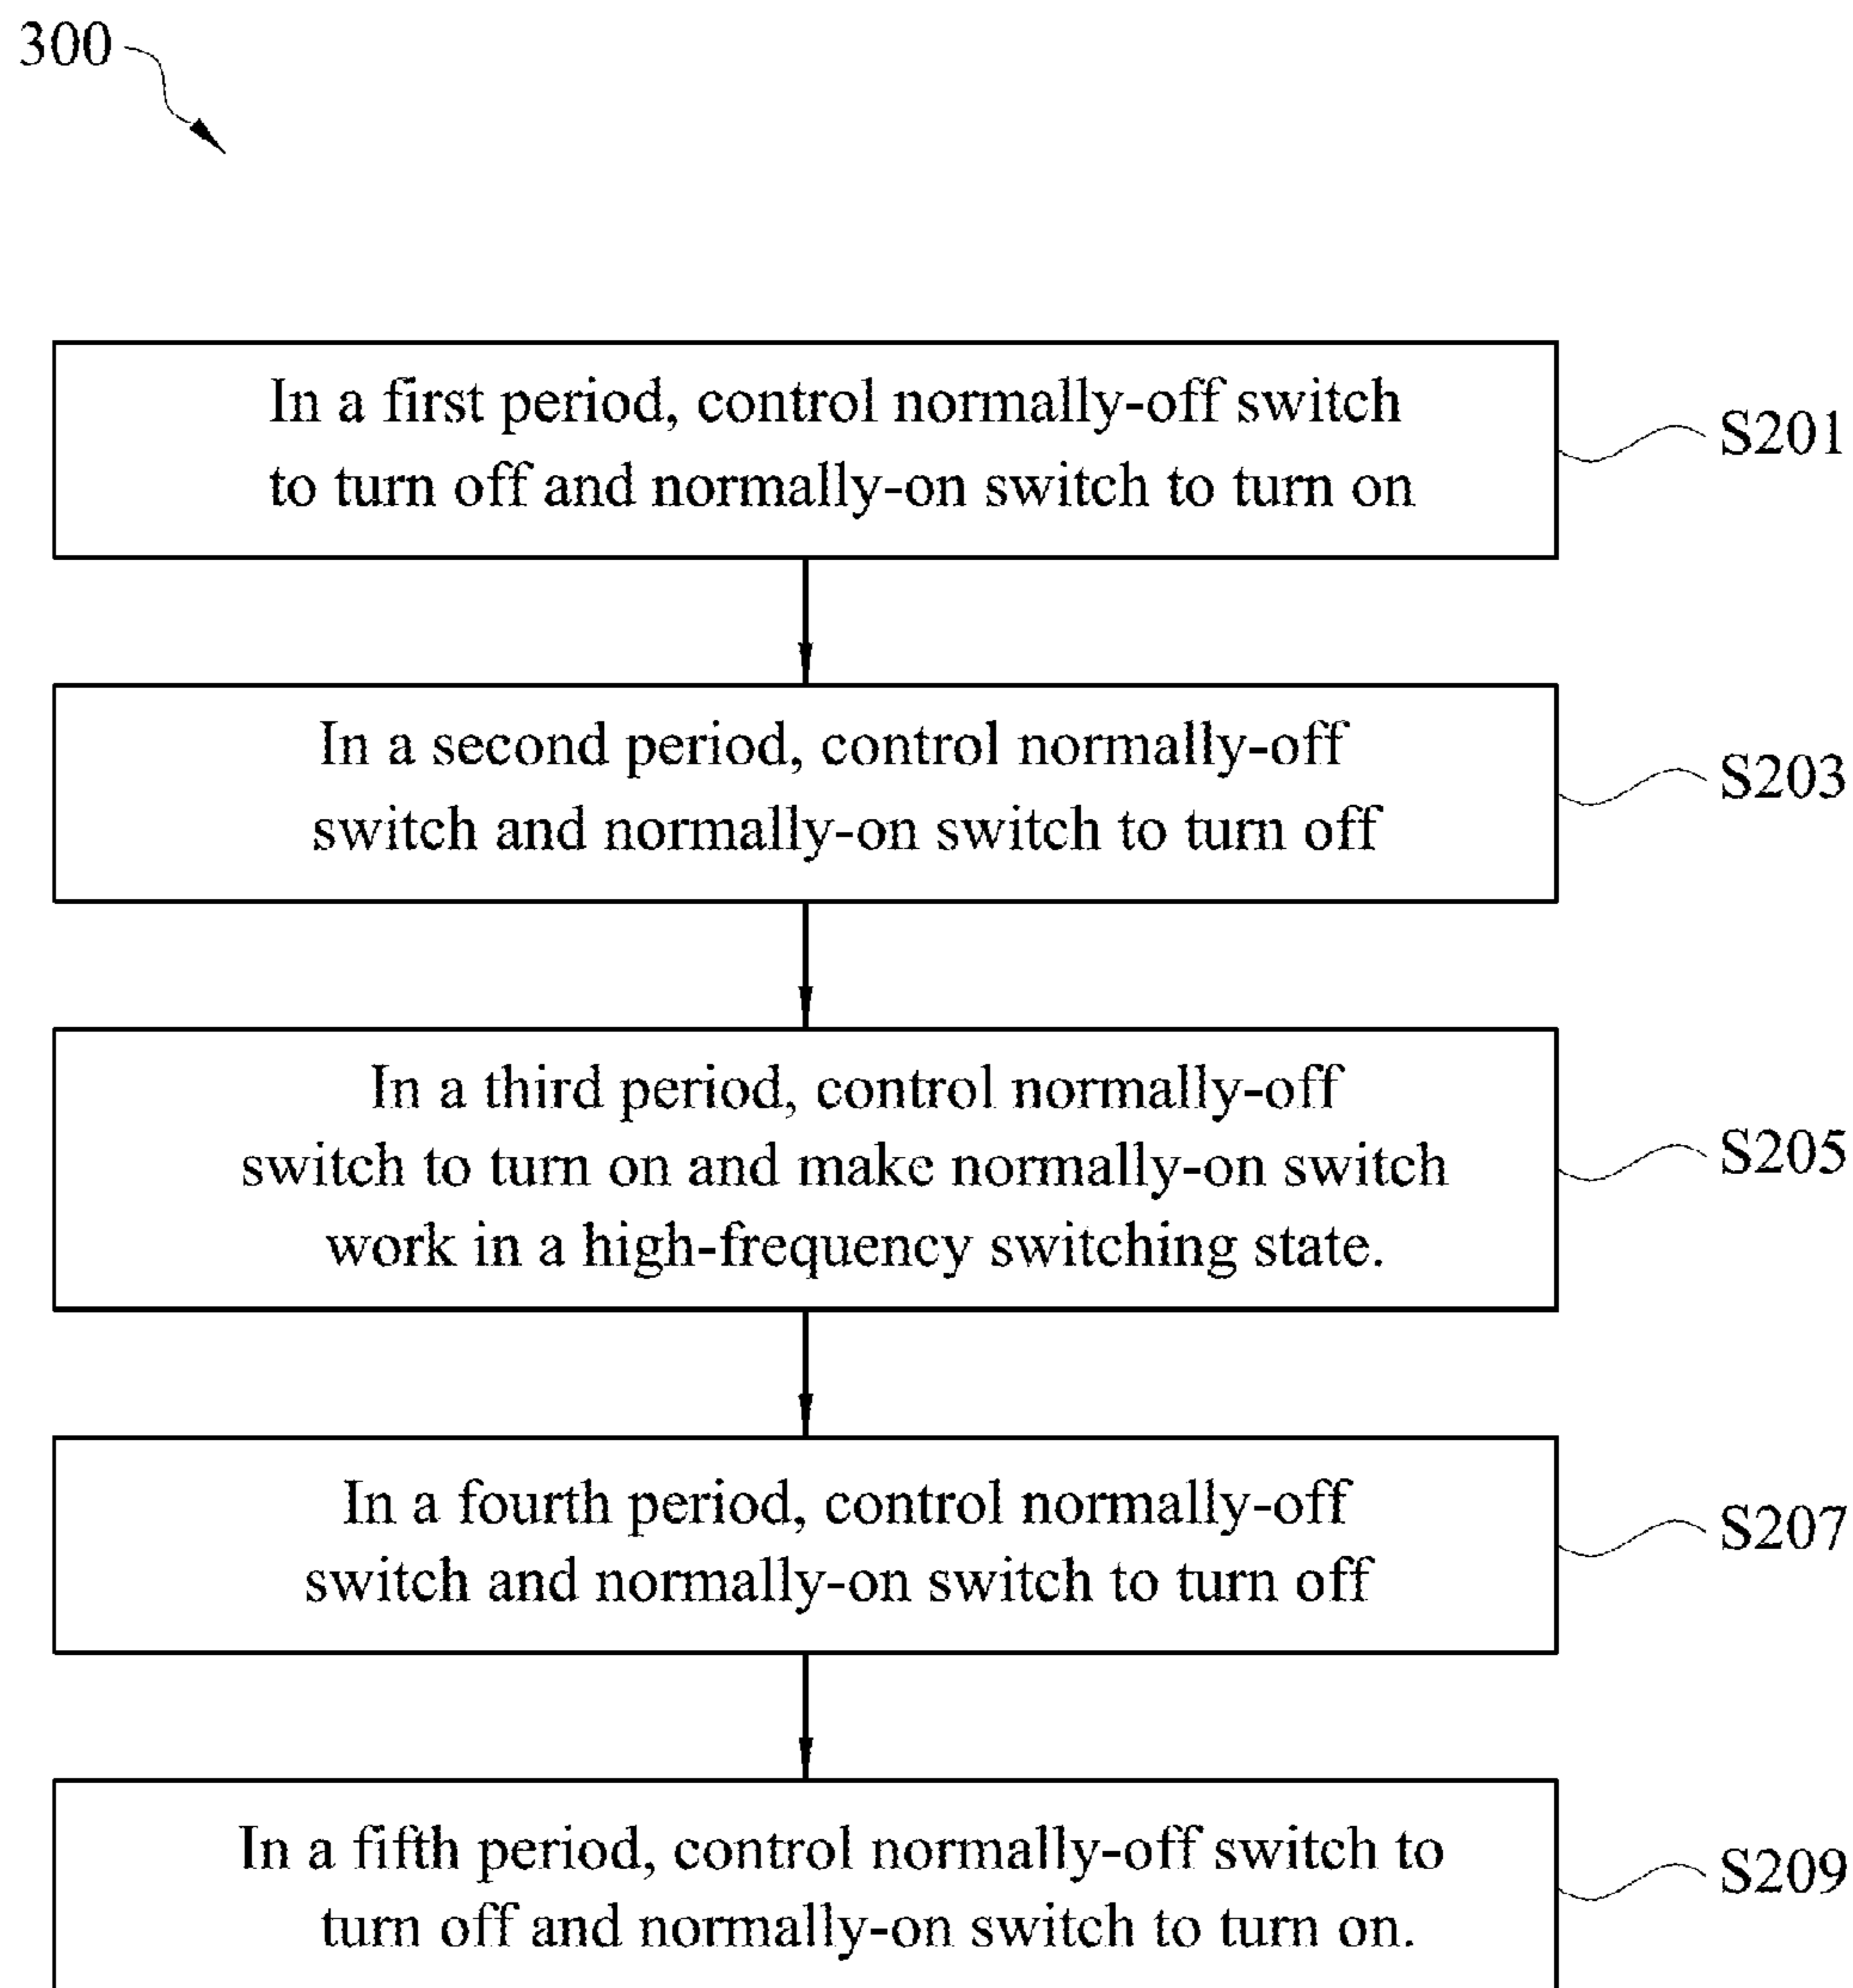 300
In a first period, control normally-off switch
to turn off and normally-on switch to turn on
S201
In a second period, control normally-off
switch and normally-on switch to turn off
S203
In a third period, control normally-off
switch to turn on and make normally-on switch
work in a high-frequency switching state.
S205
In a fourth period, control normally-off
switch and normally-on switch to turn off
S207
In a fifth period, control normally-off switch to
turn off and normally-on switch to turn on.
S209